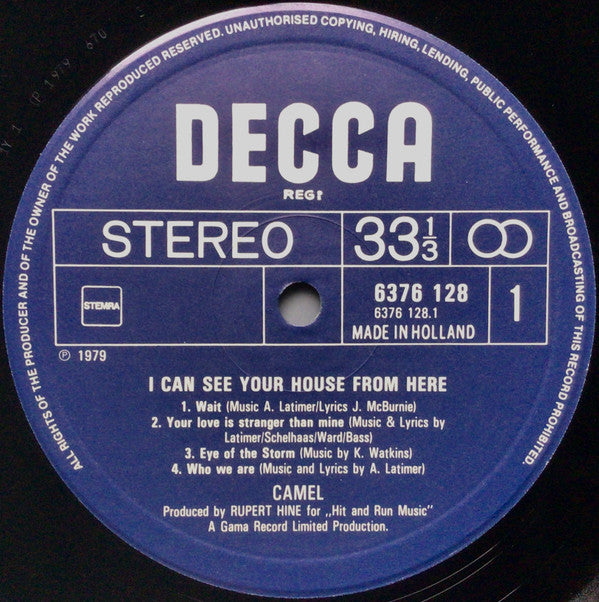 ALL RIGHTS OF THE PRODUCER AND OF THE OWNER OF THE WORK REPRODUCED RESERVED. UNAUTHORISED COPYING, HIRING, LENDING, PUBLIC PERFORMANCE AND BROADCASTING OF THIS RECORD PROHIBITED.
DECCA
REGᵈ
STEREO 33⅓
STEMRA
6376 128
6376 128.1
MADE IN HOLLAND
1
℗ 1979
I CAN SEE YOUR HOUSE FROM HERE
1. Wait (Music A. Latimer/Lyrics J. McBurnie)
2. Your love is stranger than mine (Music & Lyrics by
Latimer/Schelhaas/Ward/Bass)
3. Eye of the Storm (Music by K. Watkins)
4. Who we are (Music and Lyrics by A. Latimer)
CAMEL
Produced by RUPERT HINE for „Hit and Run Music"
A Gama Record Limited Production.